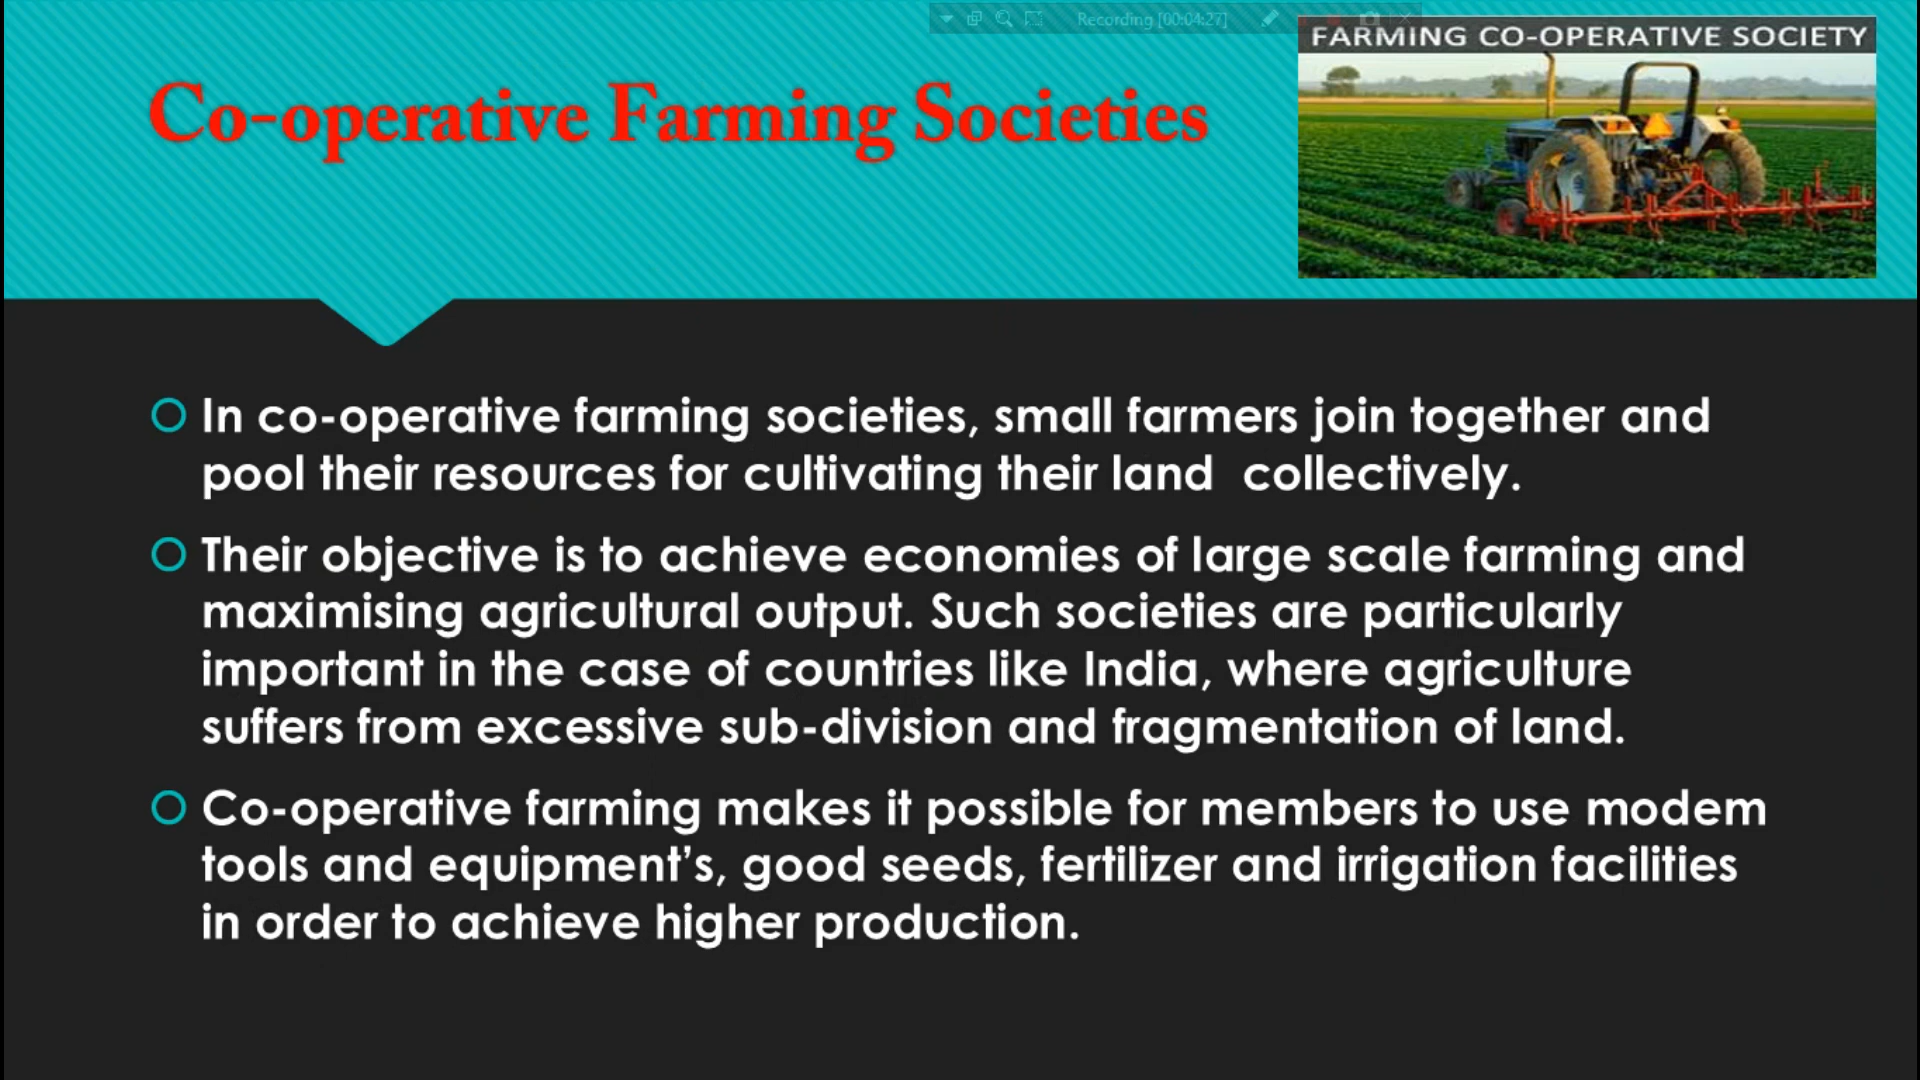 Recording [00:04:27]
FARMING CO-OPERATIVE SOCIETY
Co-operative Farming Societies
In co-operative farming societies, small farmers join together and
pool their resources for cultivating their land  collectively.
Their objective is to achieve economies of large scale farming and
maximising agricultural output. Such societies are particularly
important in the case of countries like India, where agriculture
suffers from excessive sub-division and fragmentation of land.
Co-operative farming makes it possible for members to use modem
tools and equipment’s, good seeds, fertilizer and irrigation facilities
in order to achieve higher production.